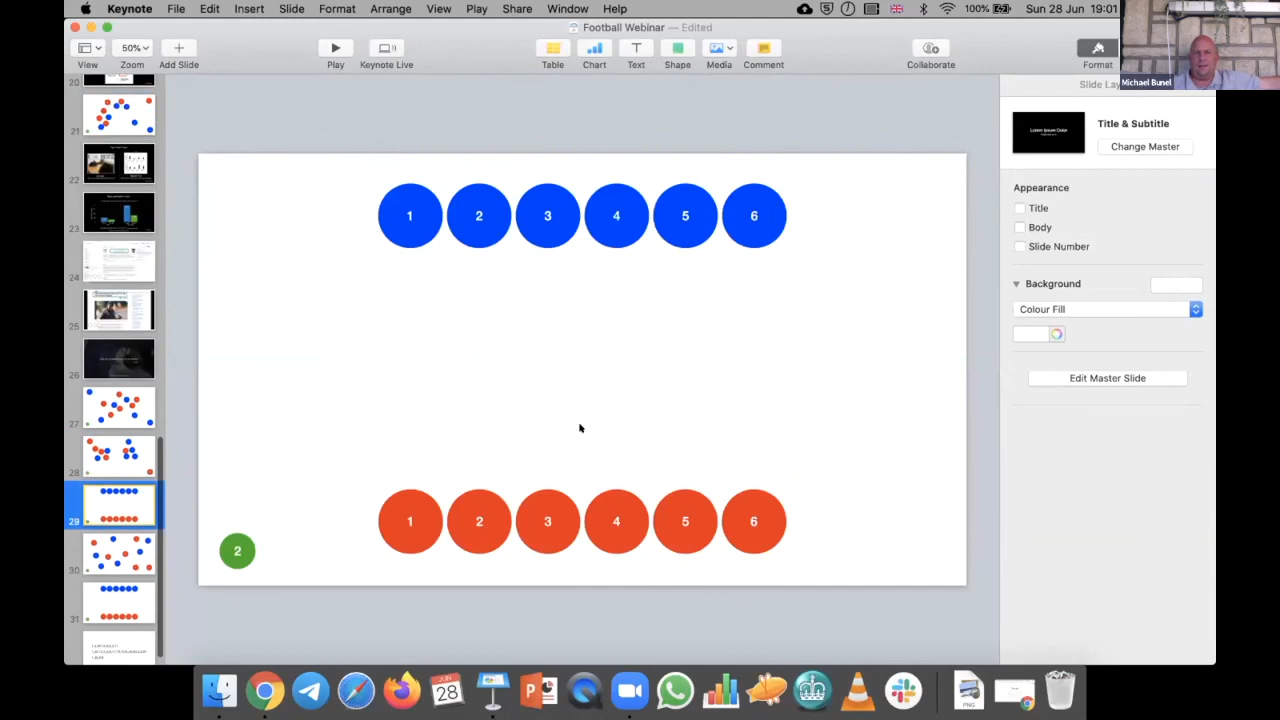 Keynote File Edit Insert Slide Format Arrange View Play Share Window Help 100% Sun 28 Jun 19:01
Football Webinar — Edited
50%
View Zoom Add Slide Play Keynote Live Table Chart Text Shape Media Comment Collaborate Format
Michael Bunel
Slide Lay
Title & Subtitle
Change Master
Appearance
Title
Body
Slide Number
Background
Colour Fill
Edit Master Slide
20
21
22
23
24
25
26
27
28
29
30
31
1 2 3 4 5 6
1 2 3 4 5 6
2
JUN
28
PNG